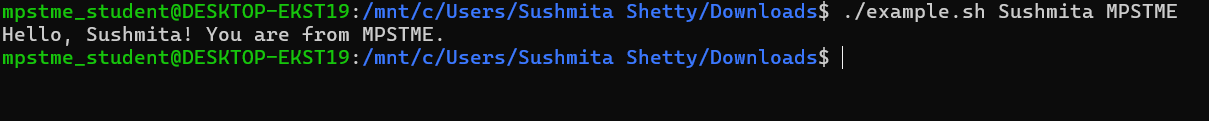 mpstme_student@DESKTOP-EKST19:/mnt/c/Users/Sushmita Shetty/Downloads$ ./example.sh Sushmita MPSTME
Hello, Sushmita! You are from MPSTME.
mpstme_student@DESKTOP-EKST19:/mnt/c/Users/Sushmita Shetty/Downloads$